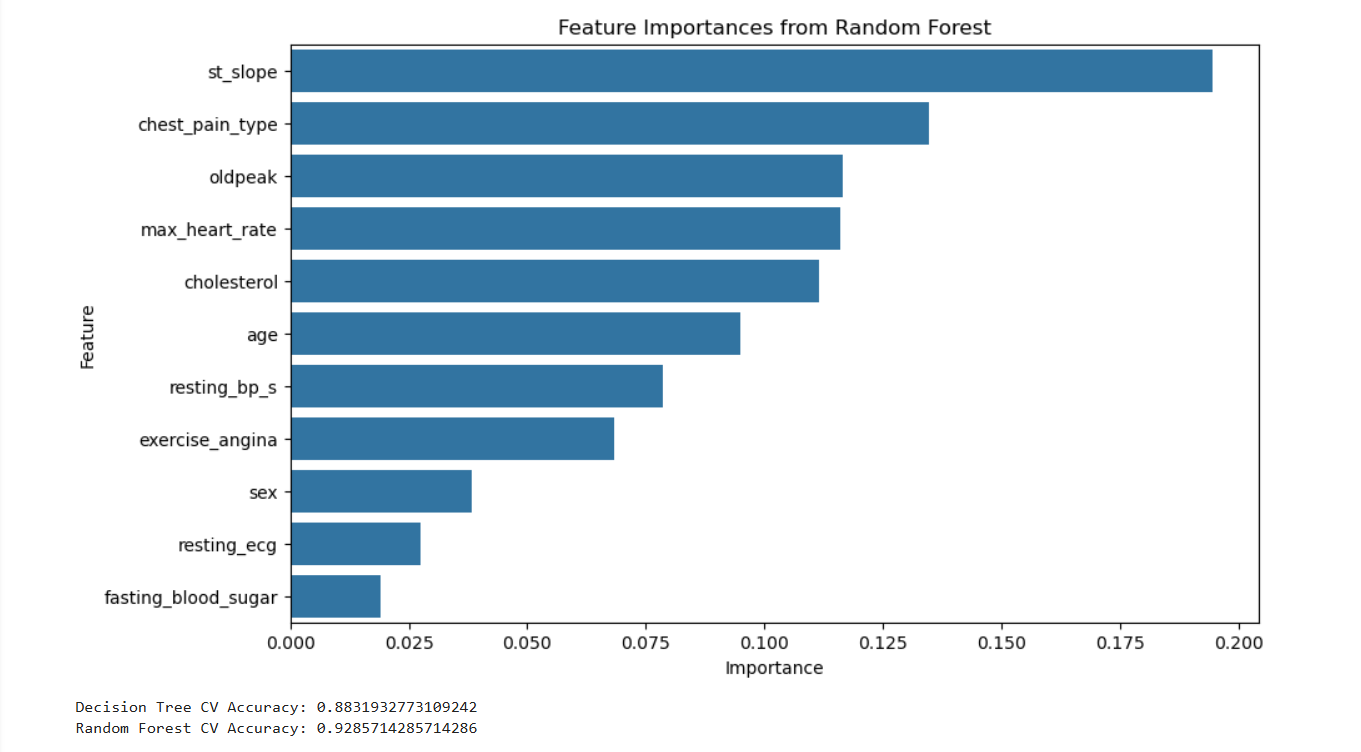 Feature Importances from Random Forest
st_slope
chest_pain_type
oldpeak
max_heart_rate
cholesterol
age
resting_bp_s
exercise_angina
sex
resting_ecg
fasting_blood_sugar
Feature
0.000 0.025 0.050 0.075 0.100 0.125 0.150 0.175 0.200
Importance
Decision Tree CV Accuracy: 0.8831932773109242
Random Forest CV Accuracy: 0.9285714285714286